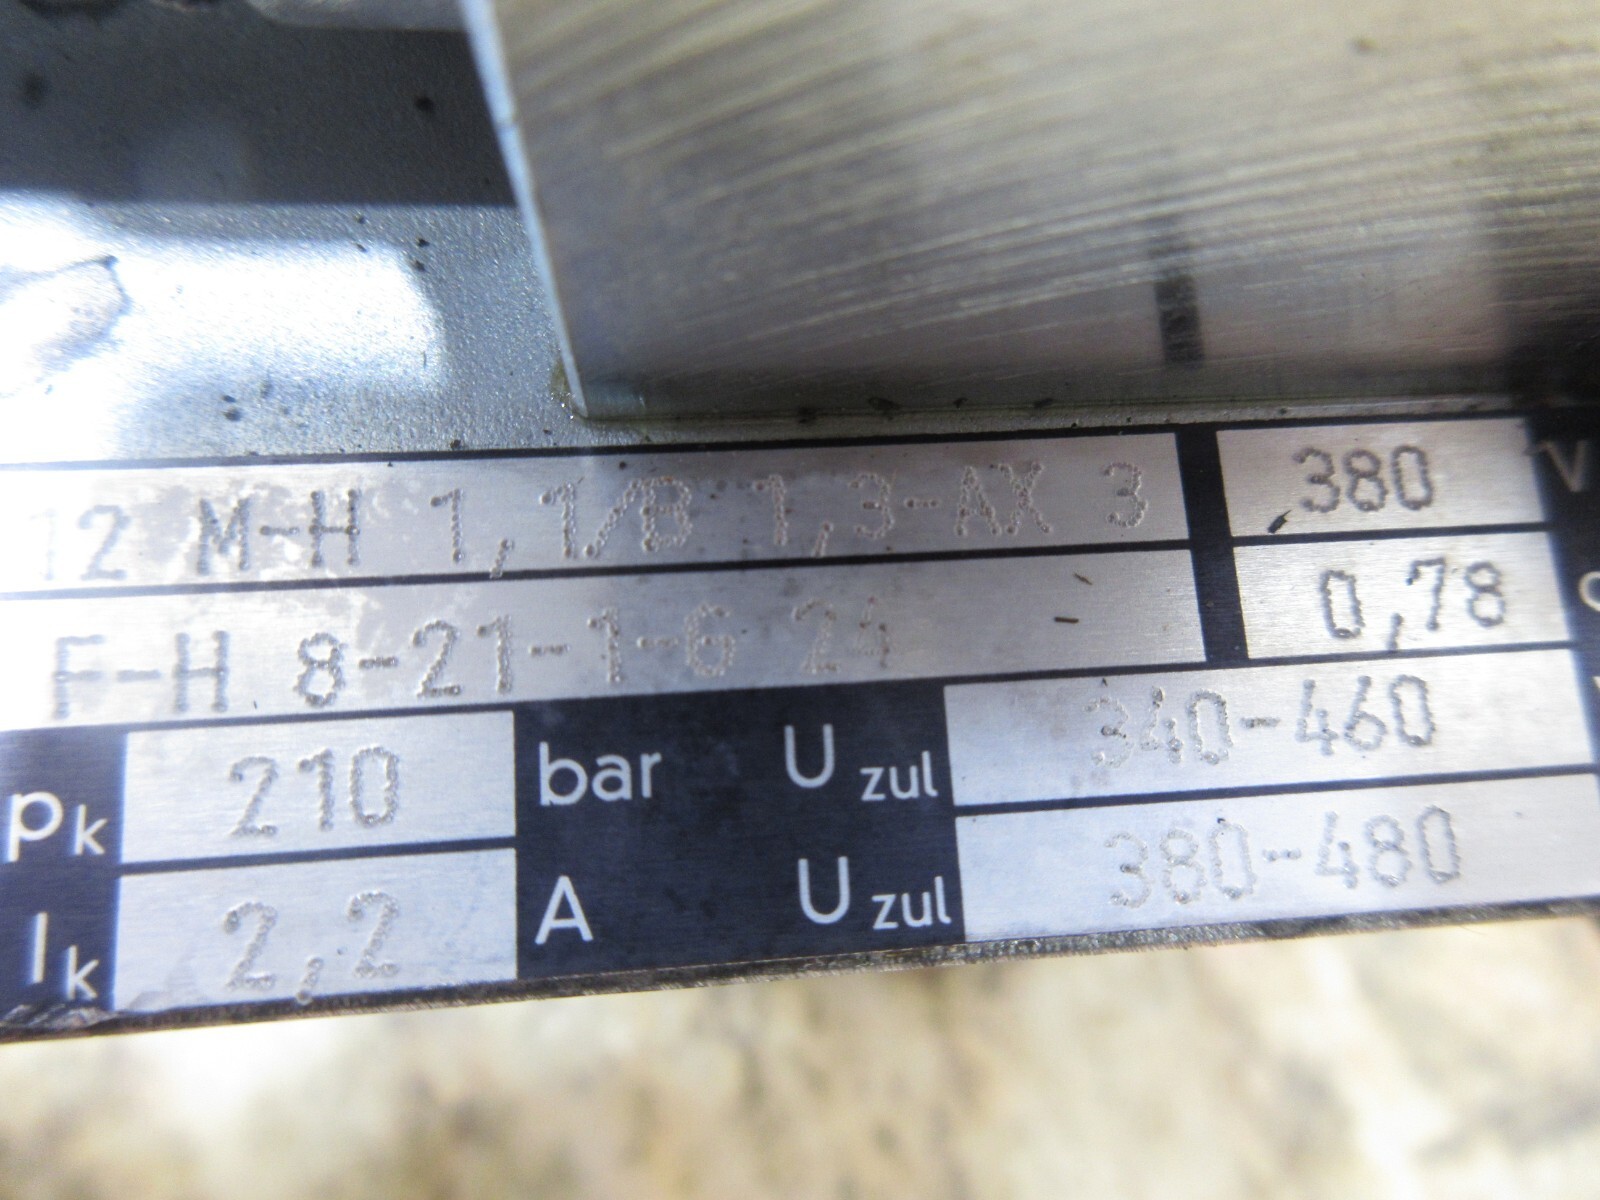 12 M-H 1,1/B 1,3-AX 3 380 V
F-H 8-21-1-G 24 0,78
pk 210 bar U zul 340-460
Ik 2,2 A U zul 380-480